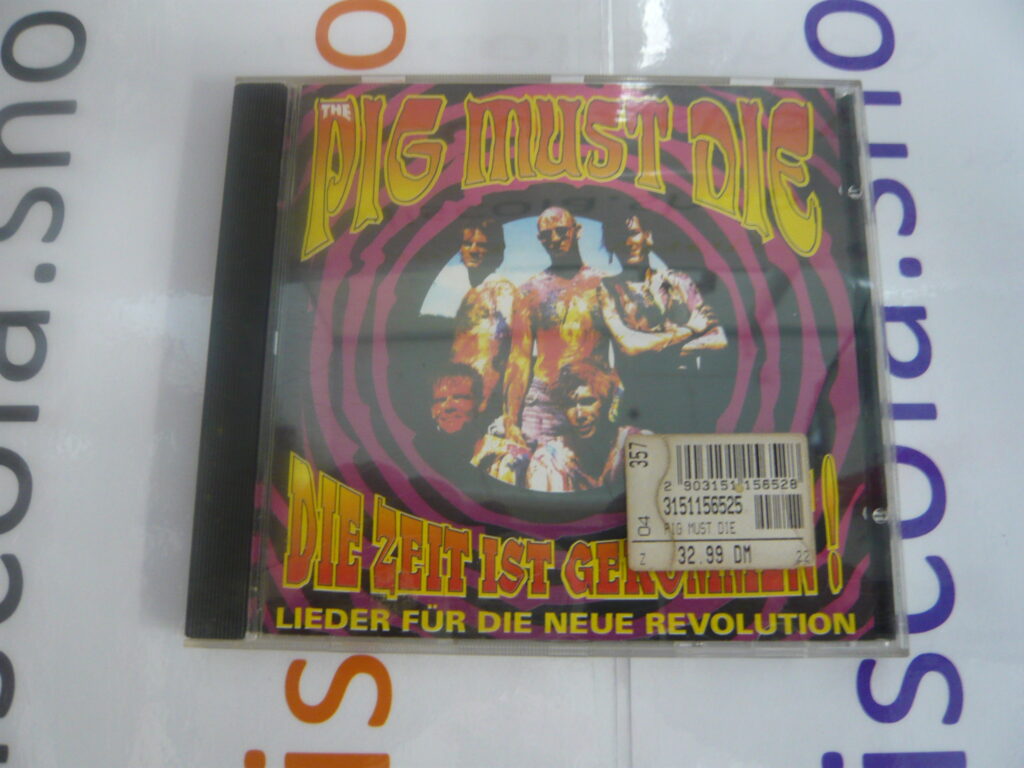 THE
PIG MUST DIE
DIE ZEIT IST GEKOMMEN!
LIEDER FÜR DIE NEUE REVOLUTION
357
04
2 903151 156528
3151156525
PIG MUST DIE
Z 32.99 DM 22